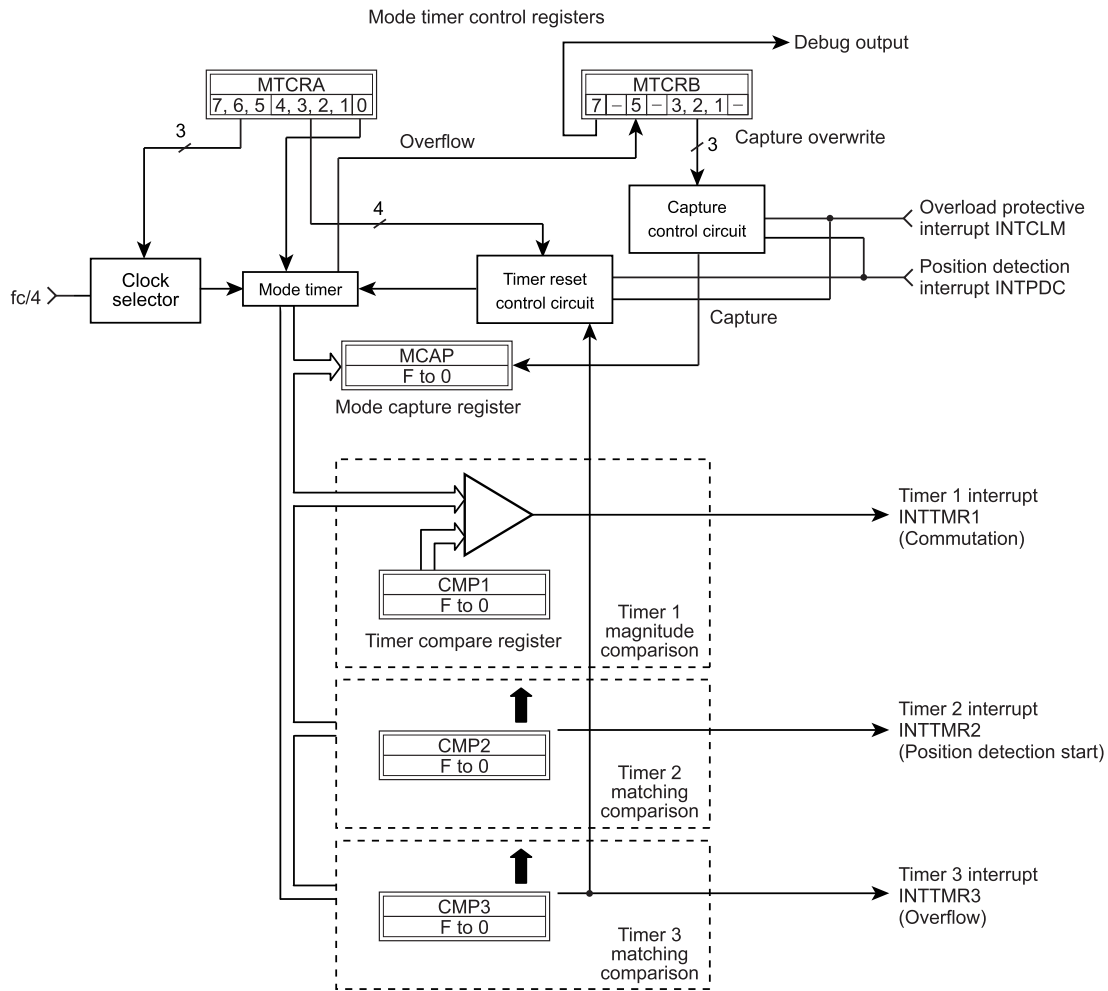 Mode timer control registers
Debug output
MTCRA
7, 6, 5 4, 3, 2, 1 0
MTCRB
7 – 5 – 3, 2, 1 –
3
Overflow
3
Capture overwrite
4
Capture
control circuit
Overload protective
interrupt INTCLM
Position detection
interrupt INTPDC
fc/4
Clock
selector
Mode timer
Timer reset
control circuit
Capture
MCAP
F to 0
Mode capture register
Timer 1 interrupt
INTTMR1
(Commutation)
CMP1
F to 0
Timer compare register
Timer 1
magnitude
comparison
Timer 2 interrupt
INTTMR2
(Position detection start)
CMP2
F to 0
Timer 2
matching
comparison
Timer 3 interrupt
INTTMR3
(Overflow)
CMP3
F to 0
Timer 3
matching
comparison